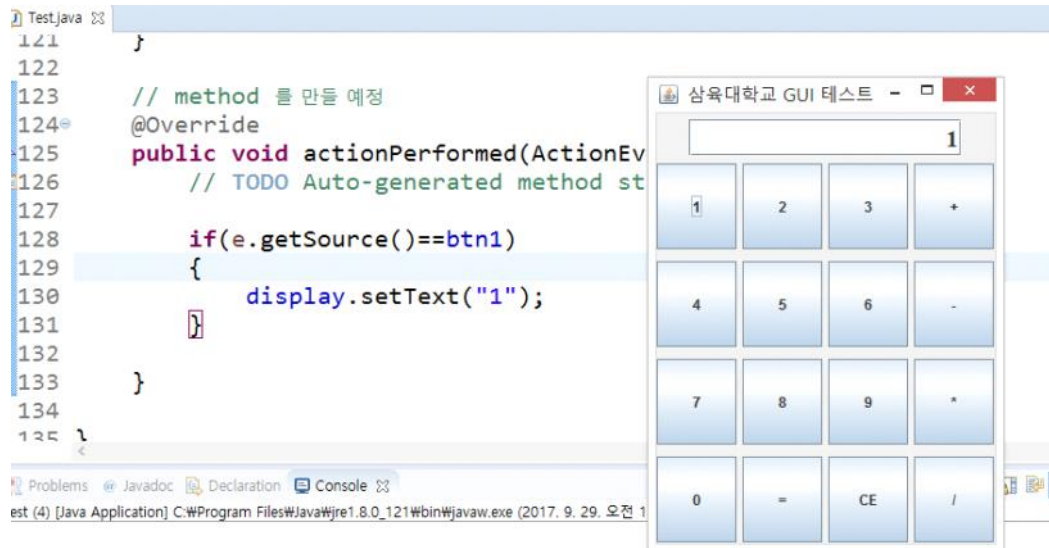 Test.java
121 }
122
123 // method 를 만들 예정
124 @Override
125 public void actionPerformed(ActionEv
126 // TODO Auto-generated method st
127
128 if(e.getSource()==btn1)
129 {
130 display.setText("1");
131 }
132
133 }
134
135 }
Problems @ Javadoc Declaration Console
est (4) [Java Application] C:₩Program Files₩Java₩jre1.8.0_121₩bin₩javaw.exe (2017. 9. 29. 오전 1
삼육대학교 GUI 테스트
1
1 2 3 +
4 5 6 -
7 8 9 *
0 = CE /